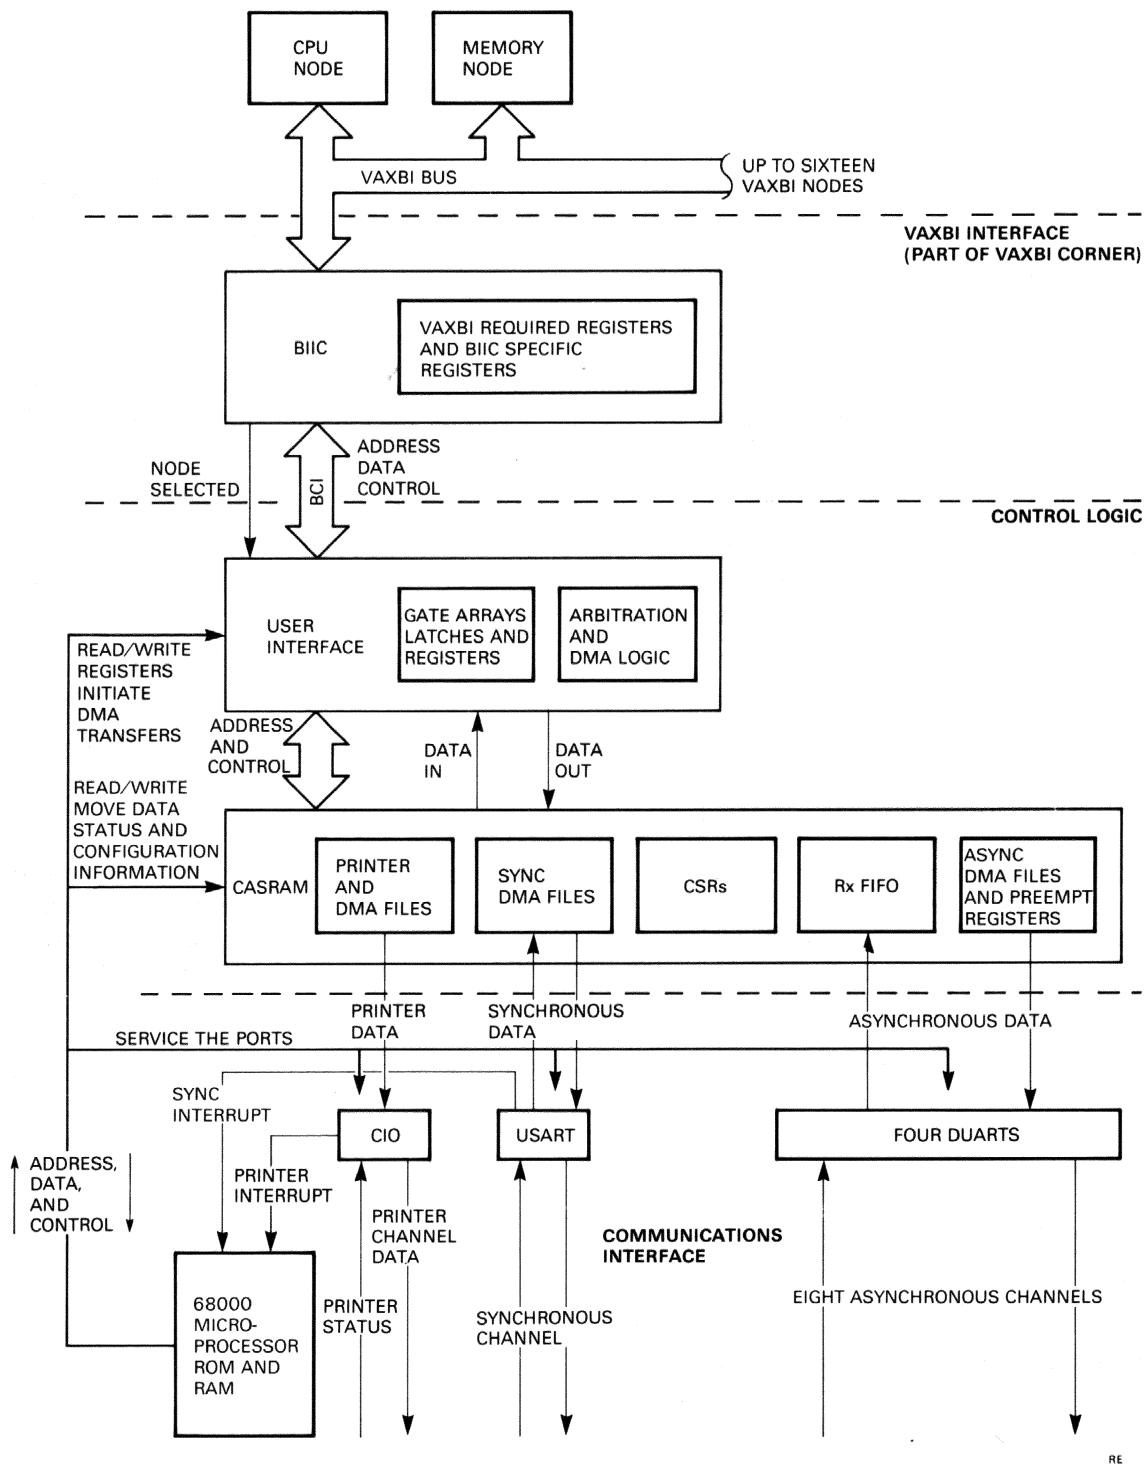 CPU
NODE
MEMORY
NODE
VAXBI BUS
UP TO SIXTEEN
VAXBI NODES
VAXBI INTERFACE
(PART OF VAXBI CORNER)
BIIC
VAXBI REQUIRED REGISTERS
AND BIIC SPECIFIC
REGISTERS
NODE
SELECTED
BCI
ADDRESS
DATA
CONTROL
CONTROL LOGIC
USER
INTERFACE
GATE ARRAYS
LATCHES AND
REGISTERS
ARBITRATION
AND
DMA LOGIC
READ/WRITE
REGISTERS
INITIATE
DMA
TRANSFERS
ADDRESS
AND
CONTROL
DATA
IN
DATA
OUT
READ/WRITE
MOVE DATA
STATUS AND
CONFIGURATION
INFORMATION
CASRAM
PRINTER
AND
DMA FILES
SYNC
DMA FILES
CSRs
Rx FIFO
ASYNC
DMA FILES
AND PREEMPT
REGISTERS
PRINTER
DATA
SYNCHRONOUS
DATA
ASYNCHRONOUS DATA
SERVICE THE PORTS
SYNC
INTERRUPT
CIO
USART
FOUR DUARTS
ADDRESS,
DATA,
AND
CONTROL
PRINTER
INTERRUPT
PRINTER
CHANNEL
DATA
COMMUNICATIONS
INTERFACE
68000
MICRO-
PROCESSOR
ROM AND
RAM
PRINTER
STATUS
SYNCHRONOUS
CHANNEL
EIGHT ASYNCHRONOUS CHANNELS
RE